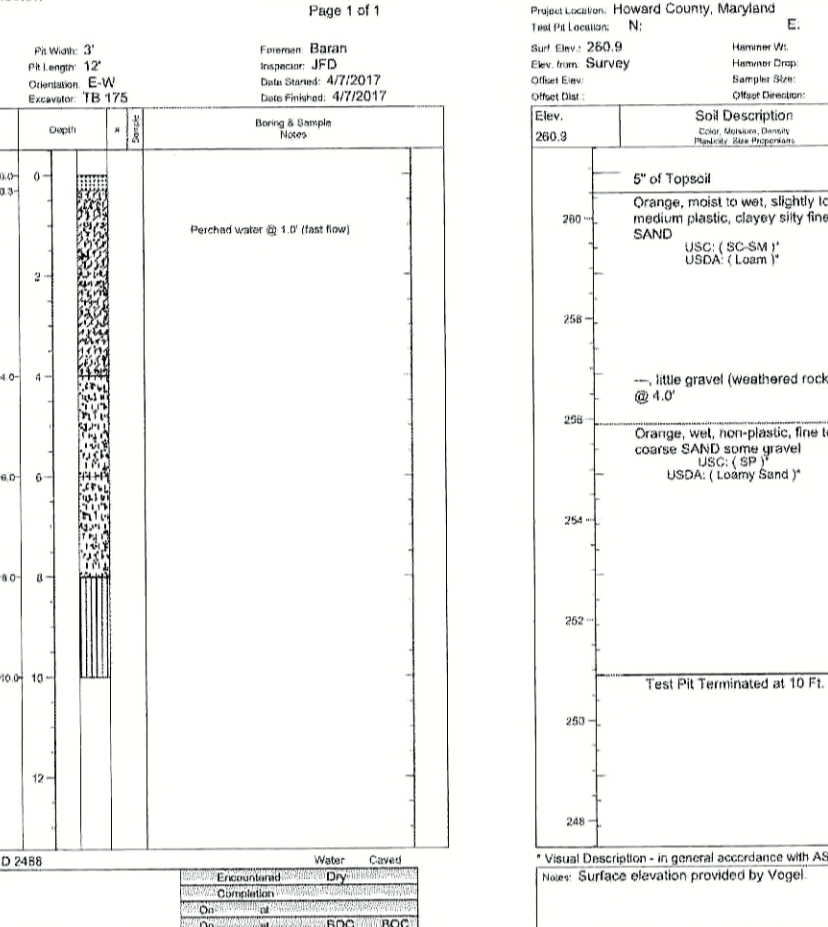 Page 1 of 1
Pit Width: 3'
Pit Length: 12'
Orientation: E-W
Excavator: TB 175
Foreman: Baran
Inspector: JFD
Date Started: 4/7/2017
Date Finished: 4/7/2017
Depth
#
Sample
Boring & Sample
Notes
0
2
4
6
8
10
12
Perched water @ 1.0' (fast flow)
D 2488
Water Caved
Encountered Dry
Completion
On at
On at BOC BOC
Project Location: Howard County, Maryland
Test Pit Location: N: E:
Surf. Elev.: 260.9
Elev. from: Survey
Offset Elev.:
Offset Dist.:
Hammer Wt.
Hammer Drop:
Sampler Size:
Offset Direction:
Elev.
260.9
Soil Description
Color, Moisture, Density
Plasticity Size Proportions
5" of Topsoil
Orange, moist to wet, slightly
medium plastic, clayey silty fine
SAND
USC: ( SC-SM )*
USDA: ( Loam )*
---, little gravel (weathered rock
@ 4.0'
Orange, wet, non-plastic, fine
coarse SAND some gravel
USC: ( SP )*
USDA: ( Loamy Sand )*
Test Pit Terminated at 10 Ft.
260
258
256
254
252
250
248
* Visual Description - in general accordance with AS
Notes: Surface elevation provided by Vogel.